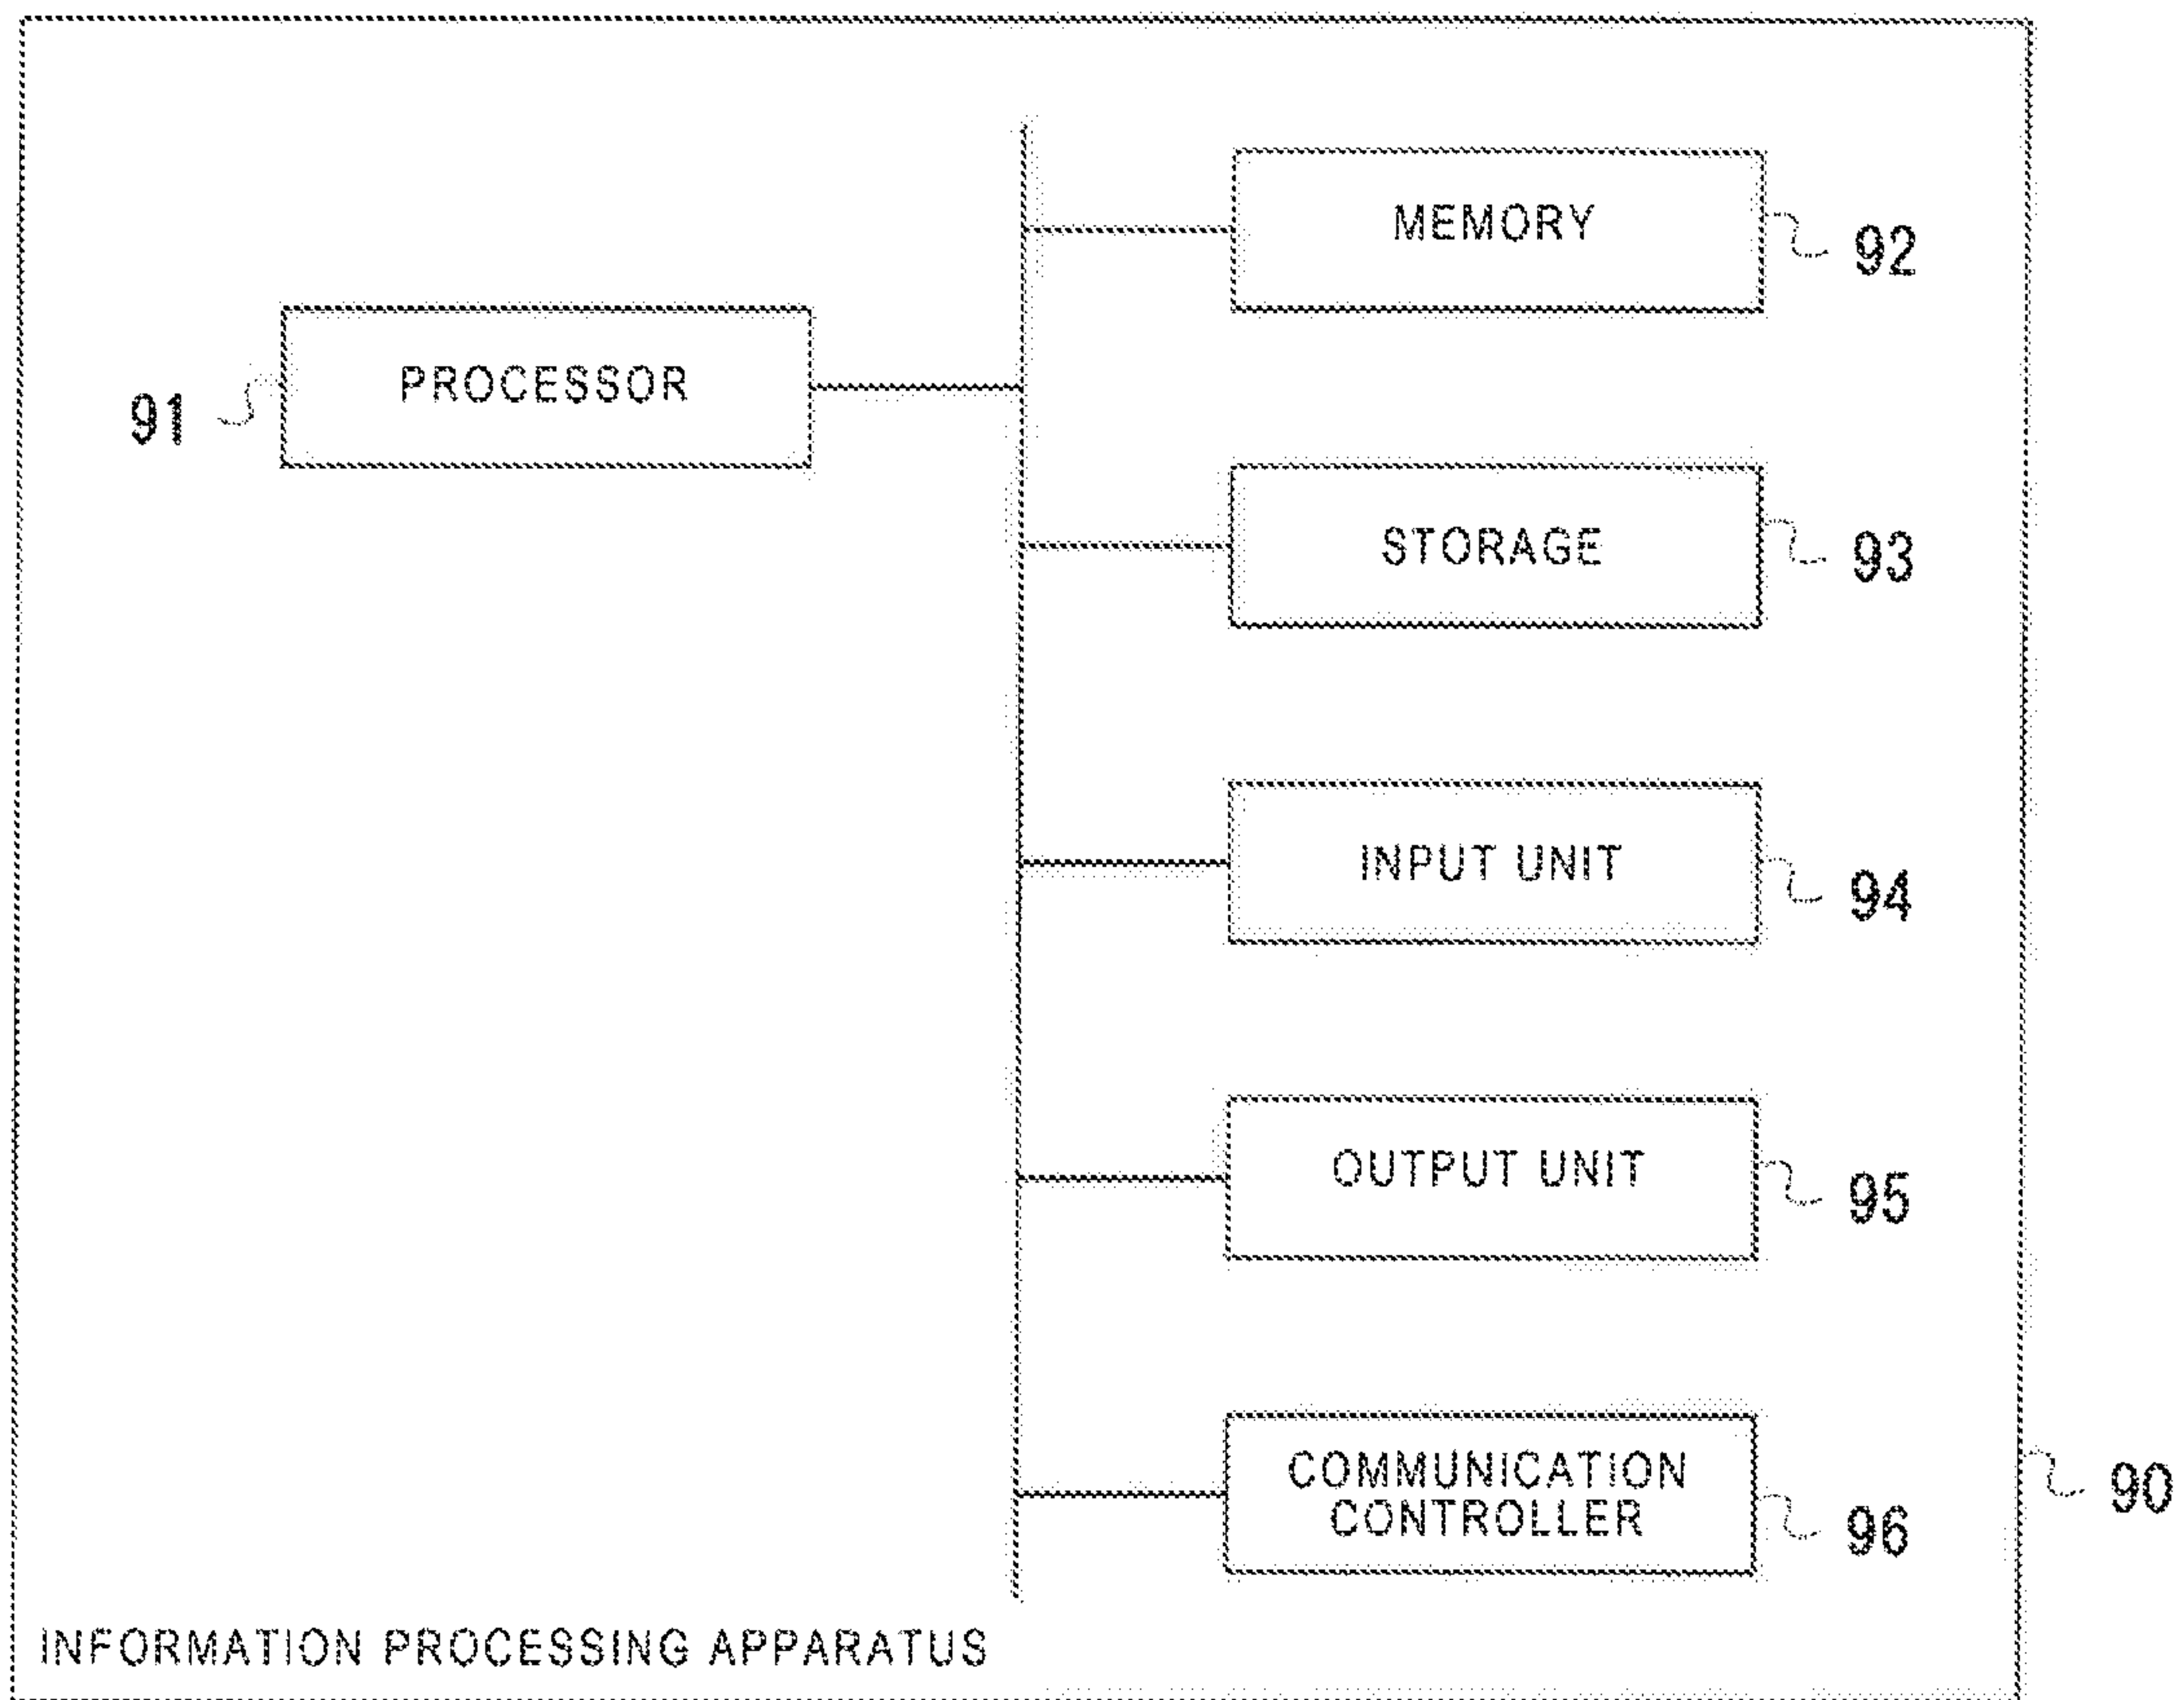 MEMORY
92
PROCESSOR
91
STORAGE
93
INPUT UNIT
94
OUTPUT UNIT
95
COMMUNICATION
CONTROLLER
96
90
INFORMATION PROCESSING APPARATUS